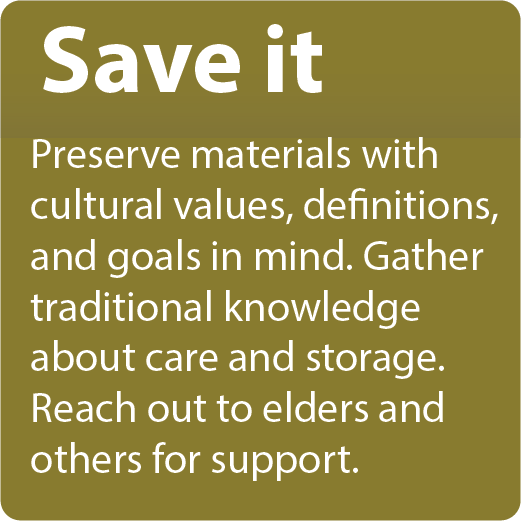 Save it
Preserve materials with
cultural values, definitions,
and goals in mind. Gather
traditional knowledge
about care and storage.
Reach out to elders and
others for support.